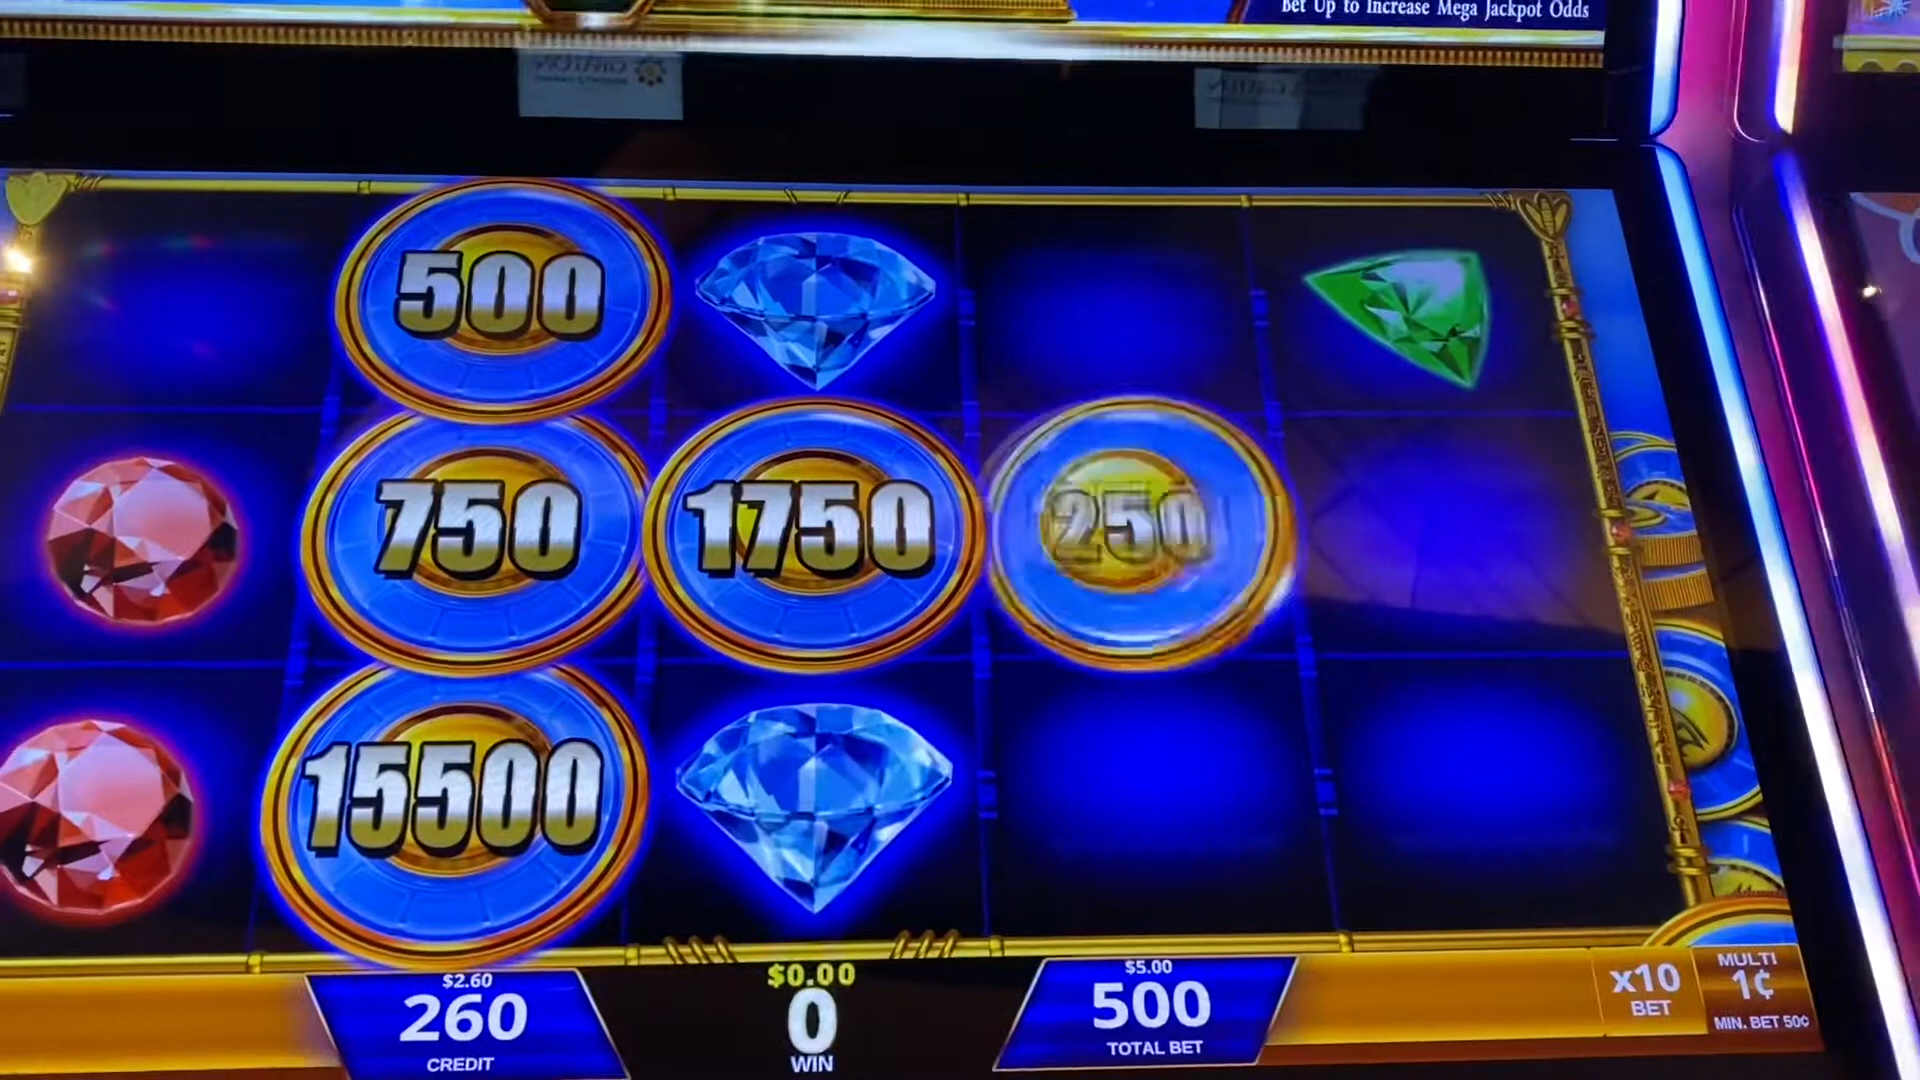 Bet Up to Increase Mega Jackpot Odds
500
750
1750
250
15500
$2.60
260
CREDIT
$0.00
0
WIN
$5.00
500
TOTAL BET
x10
BET
MULTI
1¢
MIN. BET 50¢